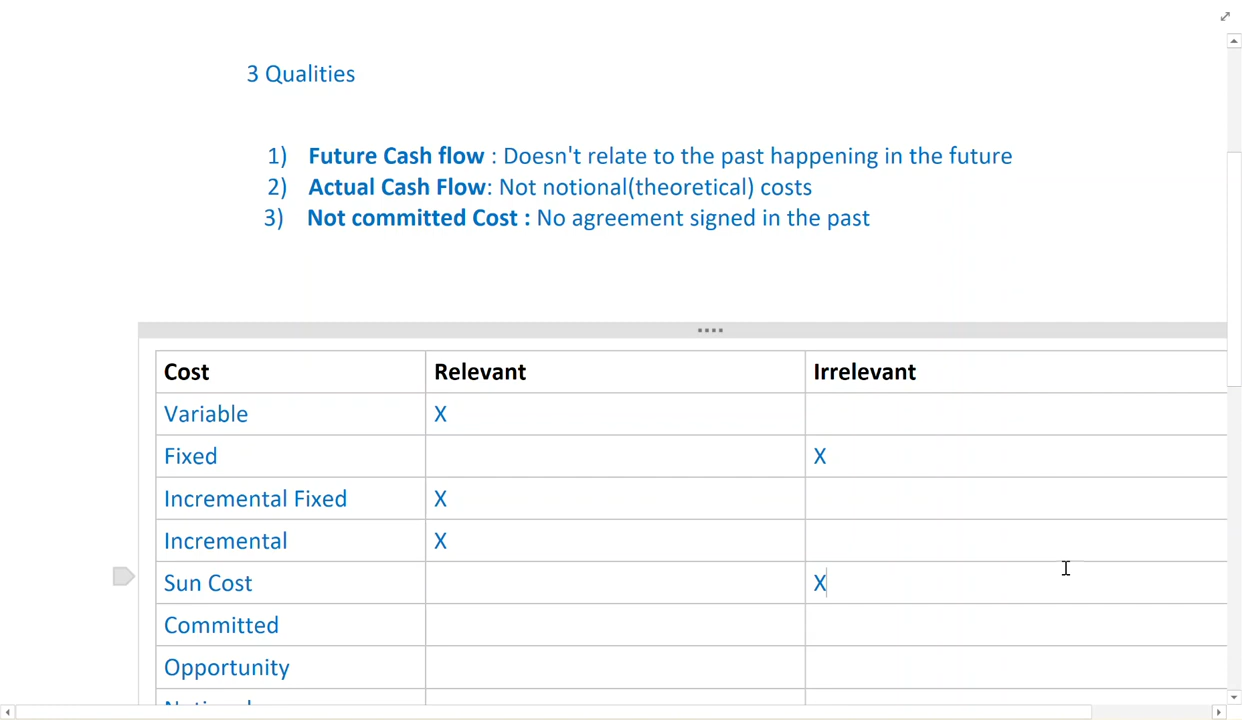 3 Qualities
1) Future Cash flow : Doesn't relate to the past happening in the future
2) Actual Cash Flow: Not notional(theoretical) costs
3) Not committed Cost : No agreement signed in the past
Cost Relevant Irrelevant
Variable X
Fixed X
Incremental Fixed X
Incremental X
Sun Cost X
Committed
Opportunity